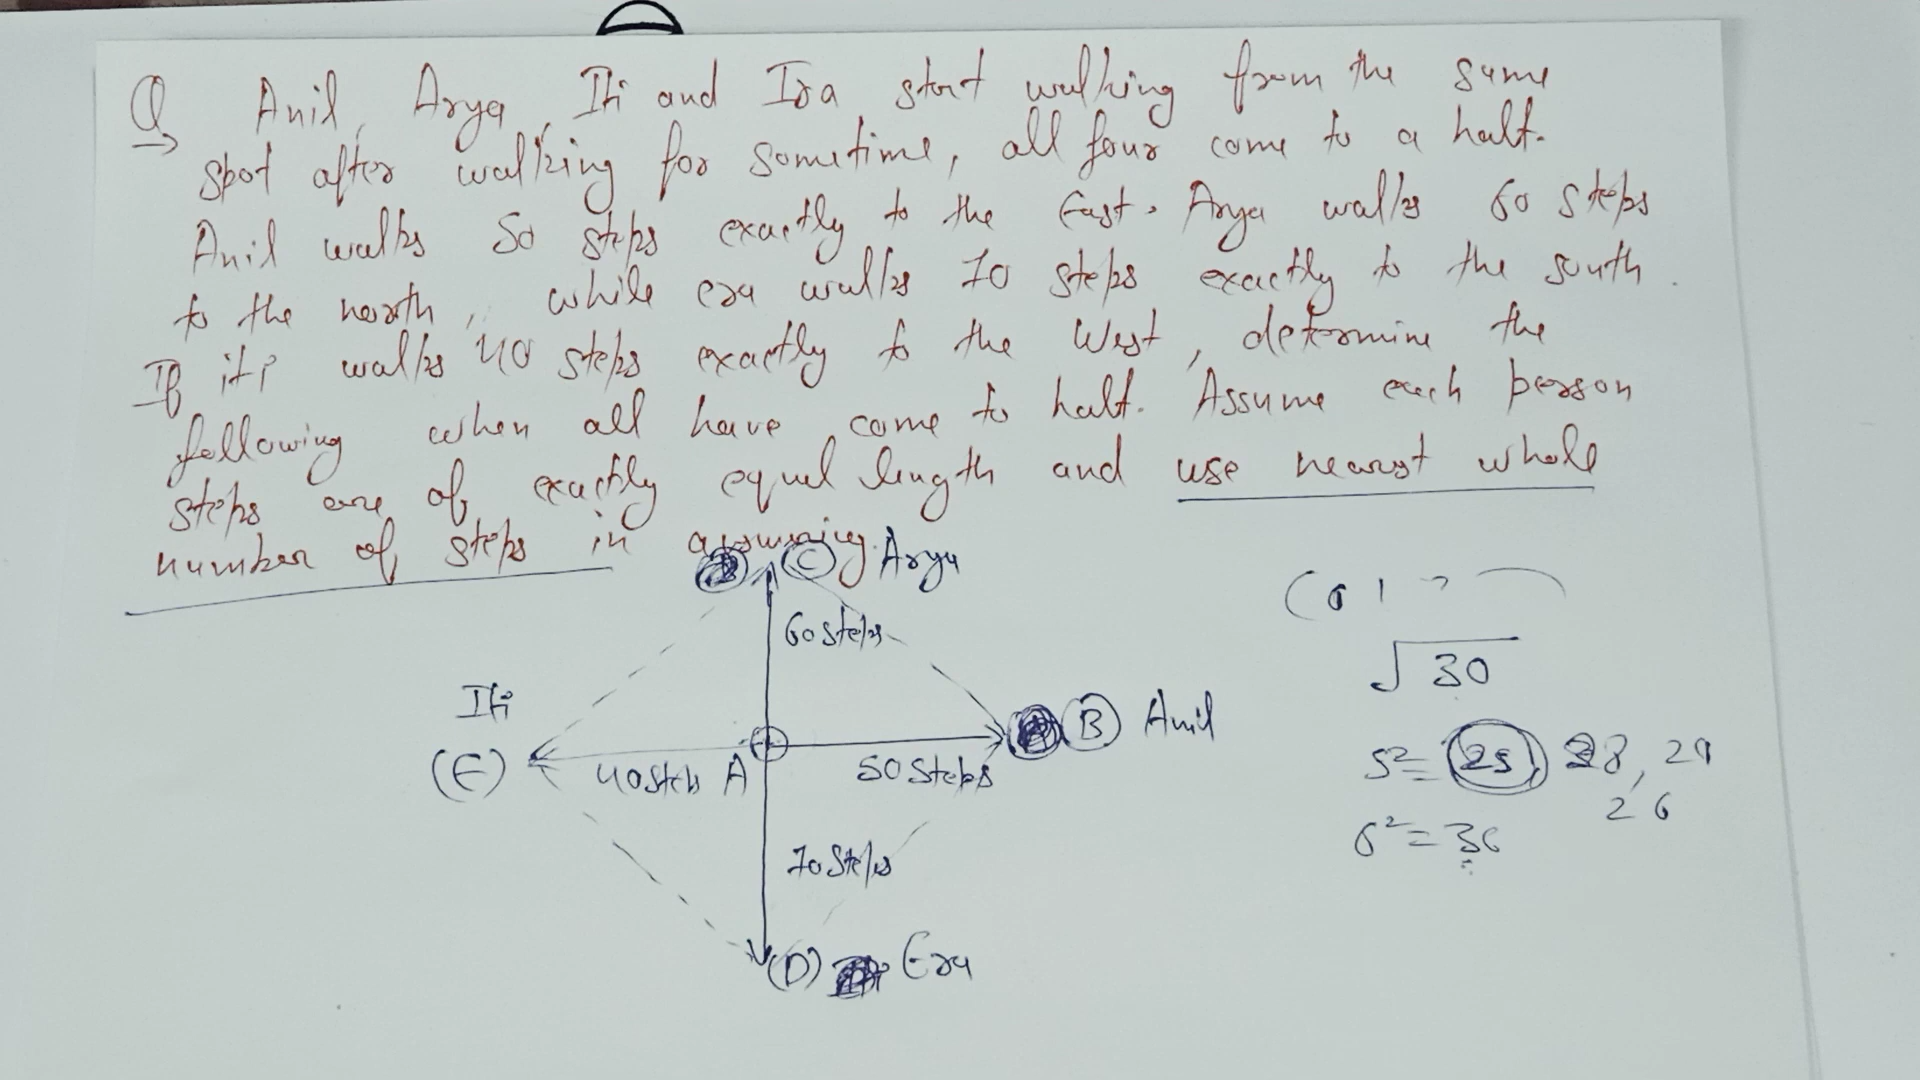 Q Anil, Arya, Iti and Ira start walking from the same
spot after walking for sometime, all four come to a halt.
Anil walks 50 steps exactly to the East. Arya walks 60 steps
to the north, while era walks 70 steps exactly to the south.
If iti walks 40 steps exactly to the West, determine the
following when all have come to halt. Assume each person
steps are of exactly equal length and use nearest whole
number of steps in answering.
C Arya
60 steps
Iti
(E)
40 steps A
50 steps
B Anil
70 steps
(D) Era
√30
5²= 25, 28, 29
26
6²= 36